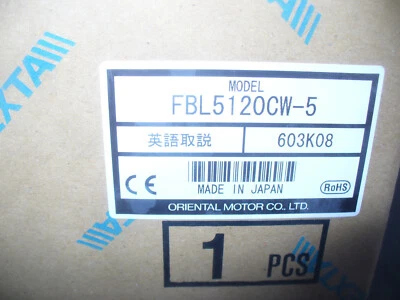 MODEL
FBL5120CW-5
英語取説 603K08
CE MADE IN JAPAN RoHS
ORIENTAL MOTOR CO., LTD.
1 PCS